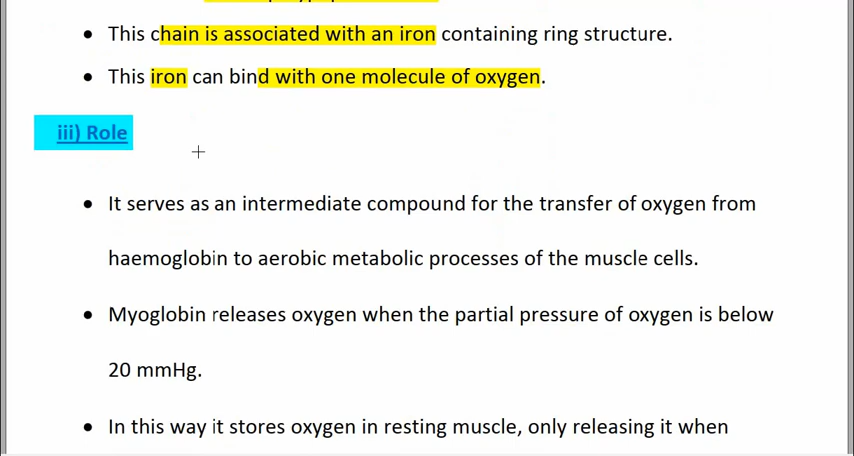 • This chain is associated with an iron containing ring structure.
• This iron can bind with one molecule of oxygen.
iii) Role
• It serves as an intermediate compound for the transfer of oxygen from
haemoglobin to aerobic metabolic processes of the muscle cells.
• Myoglobin releases oxygen when the partial pressure of oxygen is below
20 mmHg.
• In this way it stores oxygen in resting muscle, only releasing it when